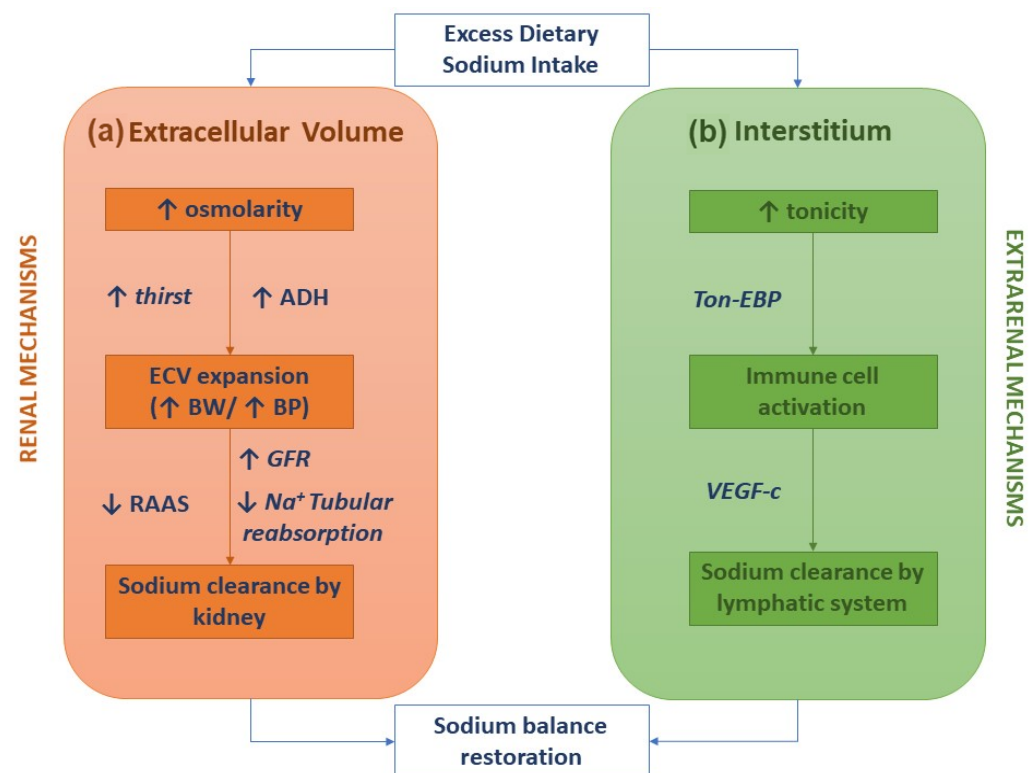 Excess Dietary
Sodium Intake
RENAL MECHANISMS
(a) Extracellular Volume
↑ osmolarity
↑ thirst
↑ ADH
ECV expansion
(↑ BW/ ↑ BP)
↑ GFR
↓ RAAS
↓ Na⁺ Tubular
reabsorption
Sodium clearance by
kidney
(b) Interstitium
↑ tonicity
Ton-EBP
Immune cell
activation
VEGF-c
Sodium clearance by
lymphatic system
EXTRARENAL MECHANISMS
Sodium balance
restoration